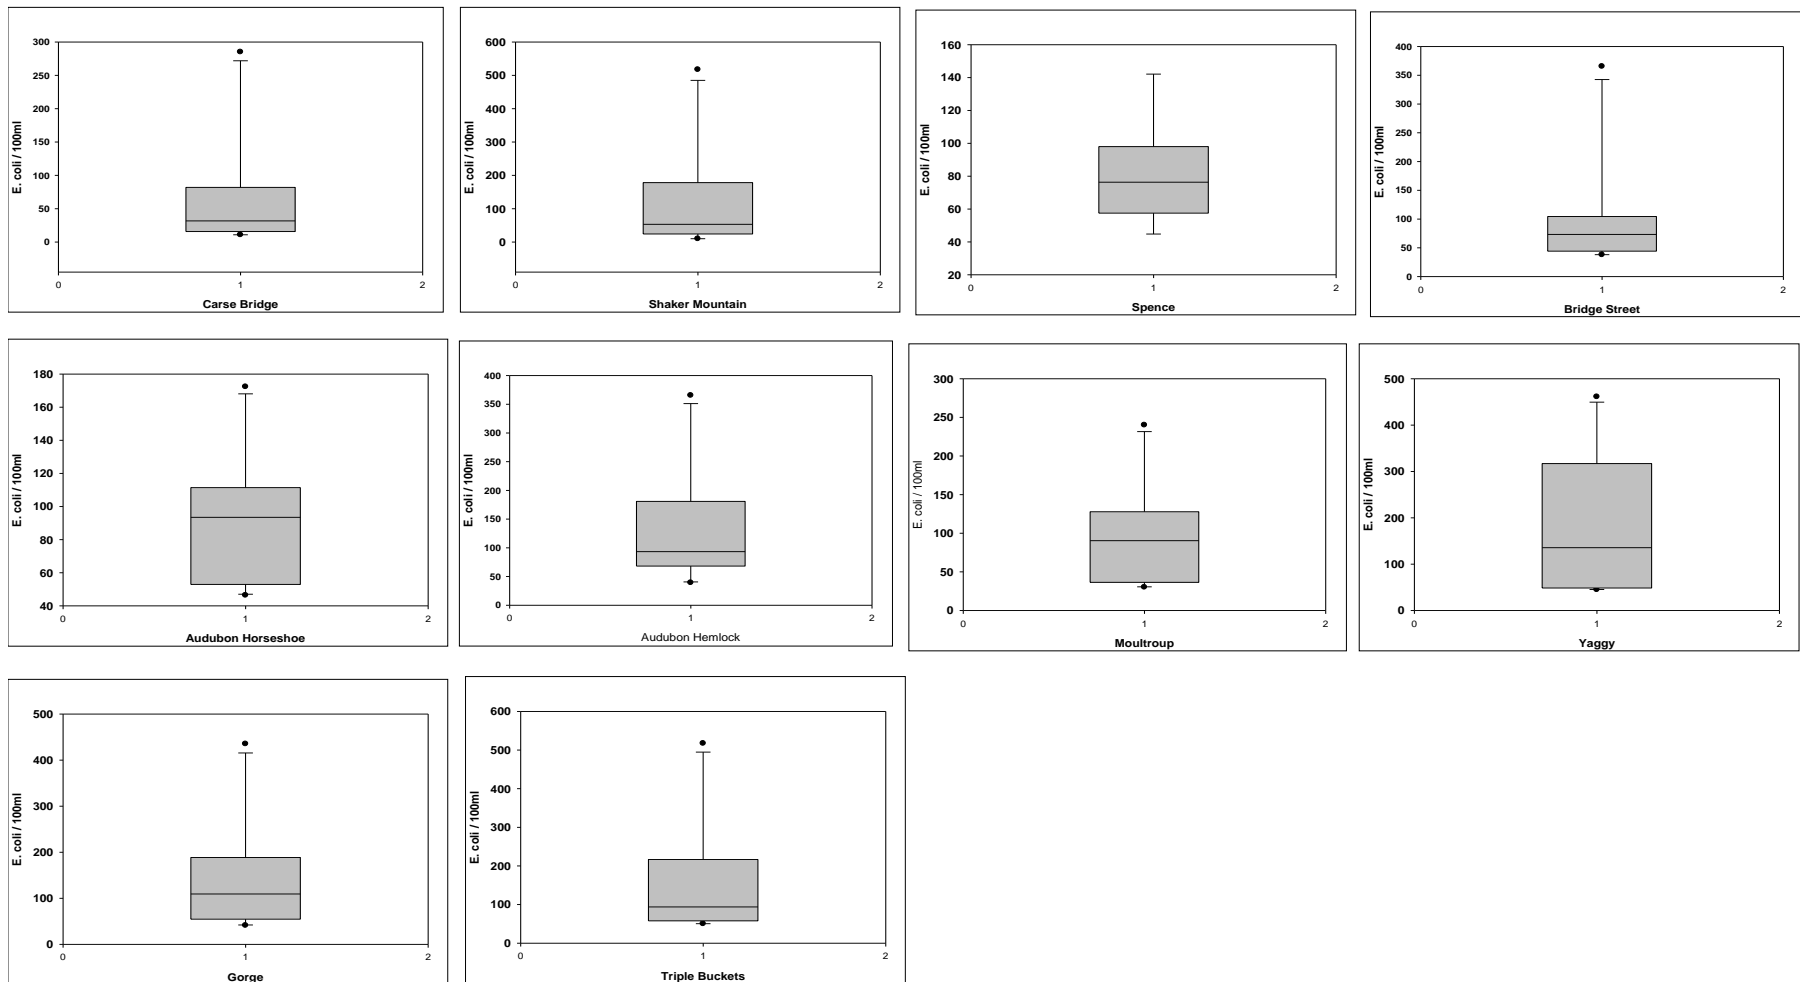 E. coli / 100ml
300
250
200
150
100
50
0
0 1 2
Carse Bridge
E. coli / 100ml
600
500
400
300
200
100
0
0 1 2
Shaker Mountain
E. coli / 100ml
160
140
120
100
80
60
40
20
0 1 2
Spence
E. coli / 100ml
400
350
300
250
200
150
100
50
0
0 1 2
Bridge Street
E. coli / 100ml
180
160
140
120
100
80
60
40
0 1 2
Audubon Horseshoe
E. coli / 100ml
400
350
300
250
200
150
100
50
0
0 1 2
Audubon Hemlock
E. coli / 100ml
300
250
200
150
100
50
0
0 1 2
Moultroup
E. coli / 100ml
500
400
300
200
100
0
0 1 2
Yaggy
E. coli / 100ml
500
400
300
200
100
0
0 1 2
Gorge
E. coli / 100ml
600
500
400
300
200
100
0
0 1 2
Triple Buckets